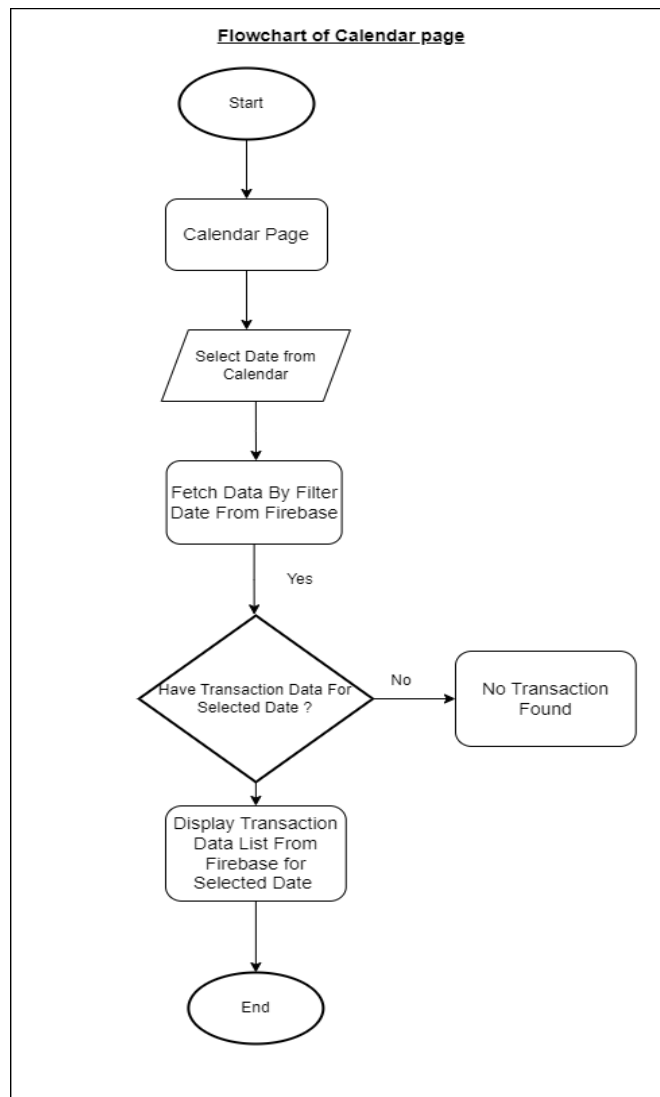 Flowchart of Calendar page
Start
Calendar Page
Select Date from
Calendar
Fetch Data By Filter
Date From Firebase
Yes
Have Transaction Data For
Selected Date ?
No
No Transaction
Found
Display Transaction
Data List From
Firebase for
Selected Date
End